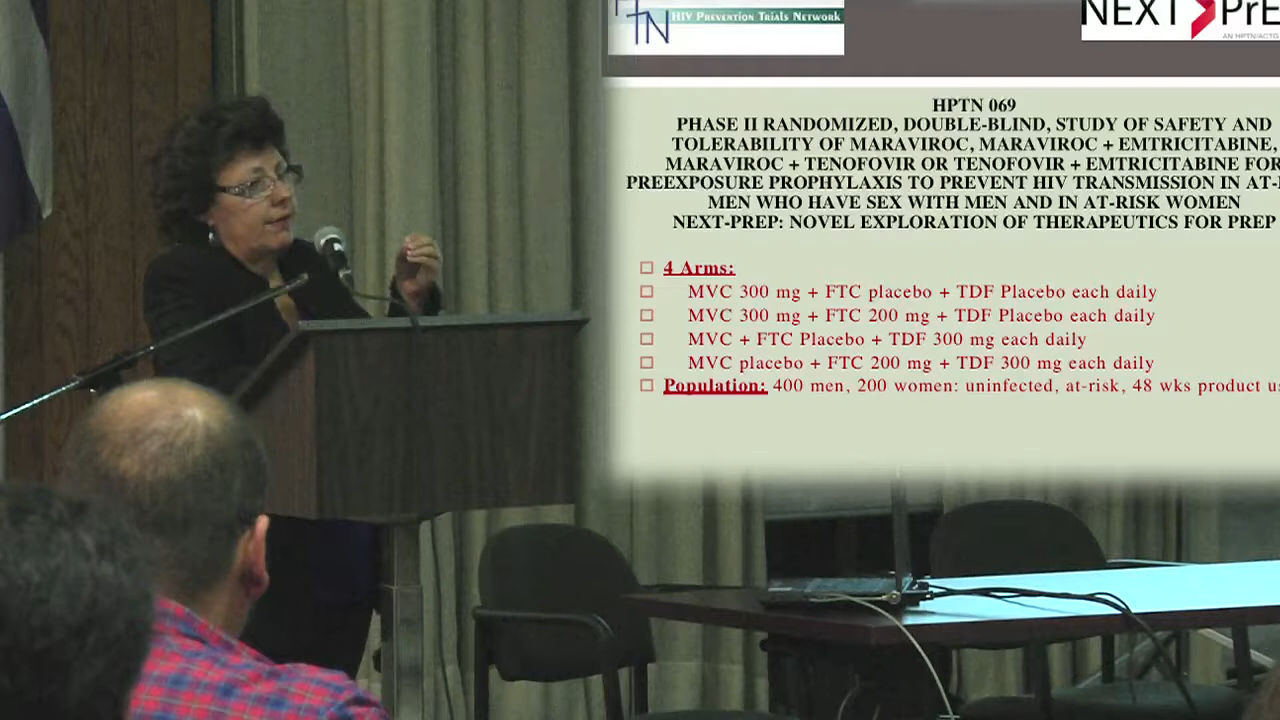 HIV PREVENTION TRIALS NETWORK
NEXT PrE
AN HPTN/ACTG
HPTN 069
PHASE II RANDOMIZED, DOUBLE-BLIND, STUDY OF SAFETY AND
TOLERABILITY OF MARAVIROC, MARAVIROC + EMTRICITABINE,
MARAVIROC + TENOFOVIR OR TENOFOVIR + EMTRICITABINE FOR
PREEXPOSURE PROPHYLAXIS TO PREVENT HIV TRANSMISSION IN AT-
MEN WHO HAVE SEX WITH MEN AND IN AT-RISK WOMEN
NEXT-PREP: NOVEL EXPLORATION OF THERAPEUTICS FOR PREP
4 Arms:
MVC 300 mg + FTC placebo + TDF Placebo each daily
MVC 300 mg + FTC 200 mg + TDF Placebo each daily
MVC + FTC Placebo + TDF 300 mg each daily
MVC placebo + FTC 200 mg + TDF 300 mg each daily
Population: 400 men, 200 women: uninfected, at-risk, 48 wks product